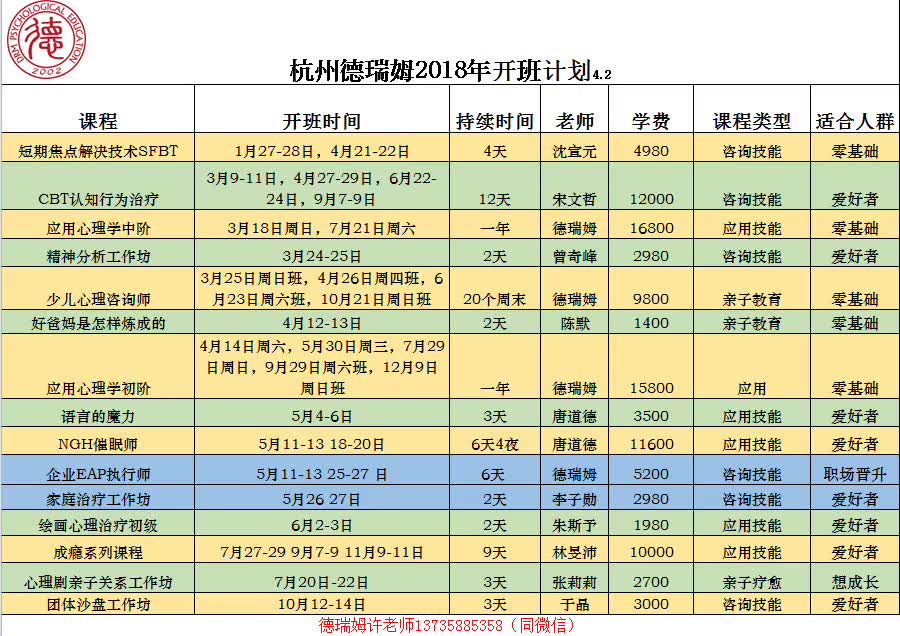 DRM PSYCHOLOGICAL EDUCATION
德
2002
杭州德瑞姆2018年开班计划4.2
课程 开班时间 持续时间 老师 学费 课程类型 适合人群
短期焦点解决技术SFBT 1月27-28日，4月21-22日 4天 沈宣元 4980 咨询技能 零基础
3月9-11日，4月27-29日，6月22-
CBT认知行为治疗 24日，9月7-9日 12天 宋文哲 12000 咨询技能 爱好者
应用心理学中阶 3月18日周日，7月21日周六 一年 德瑞姆 16800 应用技能 零基础
精神分析工作坊 3月24-25日 2天 曾奇峰 2980 咨询技能 爱好者
3月25日周日班，4月26日周四班，6
少儿心理咨询师 月23日周六班，10月21日周日班 20个周末 德瑞姆 9800 亲子教育 零基础
好爸妈是怎样炼成的 4月12-13日 2天 陈默 1400 亲子教育 零基础
4月14日周六，5月30日周三，7月29
日周日，9月29日周六班，12月9日
应用心理学初阶 周日班 一年 德瑞姆 15800 应用 零基础
语言的魔力 5月4-6日 3天 唐道德 3500 应用技能 爱好者
NGH催眠师 5月11-13 18-20日 6天4夜 唐道德 11600 应用技能 爱好者
企业EAP执行师 5月11-13 25-27 日 6天 德瑞姆 5200 咨询技能 职场晋升
家庭治疗工作坊 5月26 27日 2天 李子勋 2980 咨询技能 爱好者
绘画心理治疗初级 6月2-3日 2天 朱斯予 1980 应用技能 爱好者
成瘾系列课程 7月27-29 9月7-9 11月9-11日 9天 林旻沛 10000 应用技能 爱好者
心理剧亲子关系工作坊 7月20日-22日 3天 张莉莉 2700 亲子疗愈 想成长
团体沙盘工作坊 10月12-14日 3天 于晶 3000 咨询技能 爱好者
德瑞姆许老师13735885358（同微信）